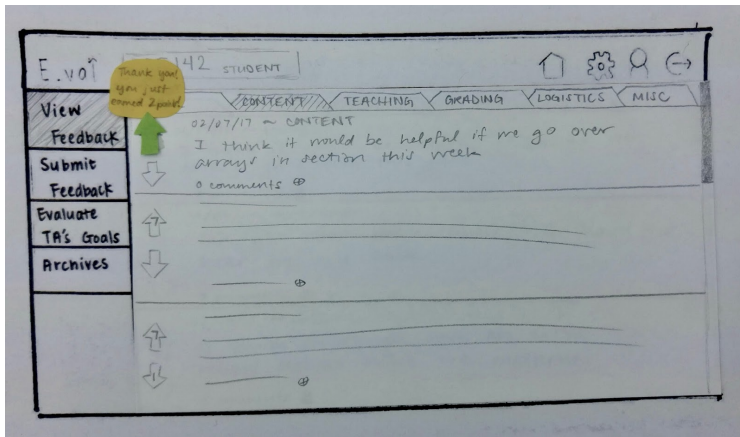 E.voT
142 STUDENT
Thank you!
you just
earned 2 points!
View
Feedback
Submit
Feedback
Evaluate
TA's Goals
Archives
CONTENT TEACHING GRADING LOGISTICS MISC
02/07/17 ~ CONTENT
I think it would be helpful if we go over
arrays in section this week
0 comments
7
7
1